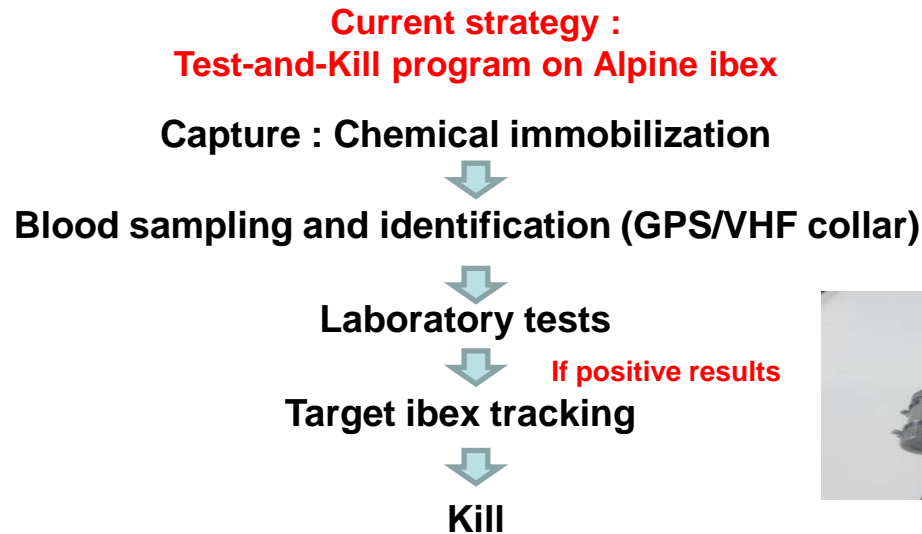 Current strategy :
Test-and-Kill program on Alpine ibex
Capture : Chemical immobilization
Blood sampling and identification (GPS/VHF collar)
Laboratory tests
If positive results
Target ibex tracking
Kill